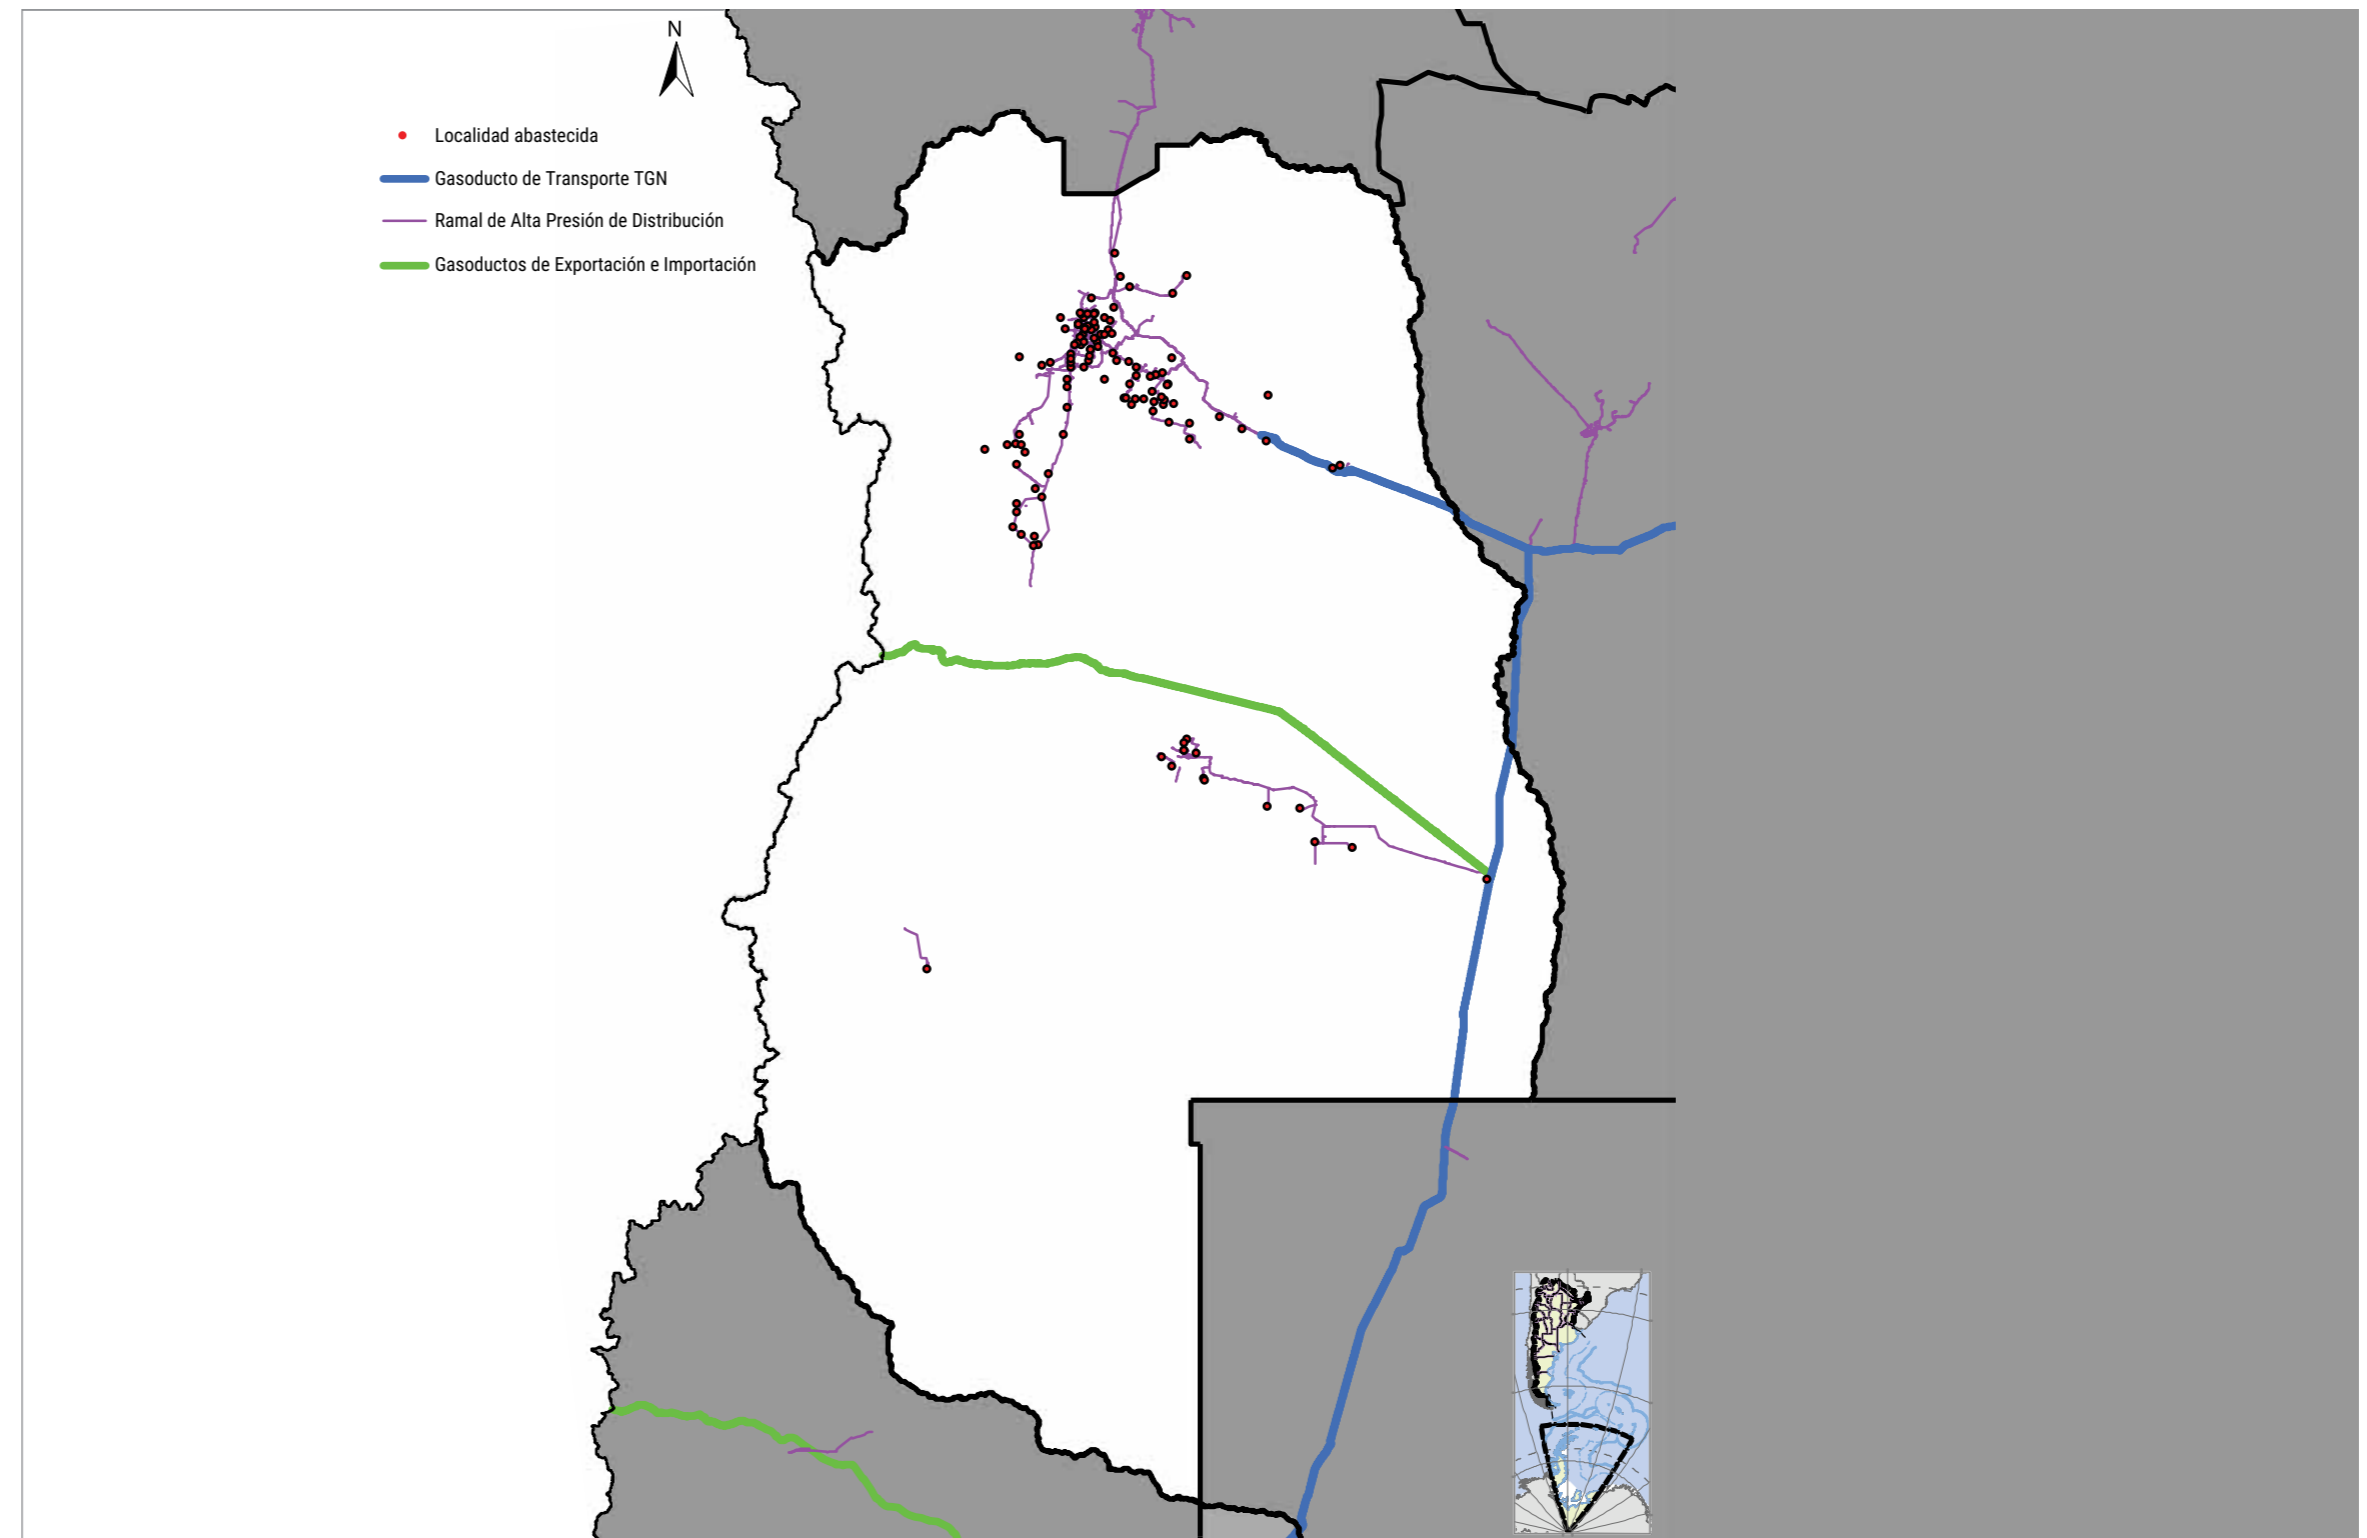 N
Localidad abastecida
Gasoducto de Transporte TGN
Ramal de Alta Presión de Distribución
Gasoductos de Exportación e Importación